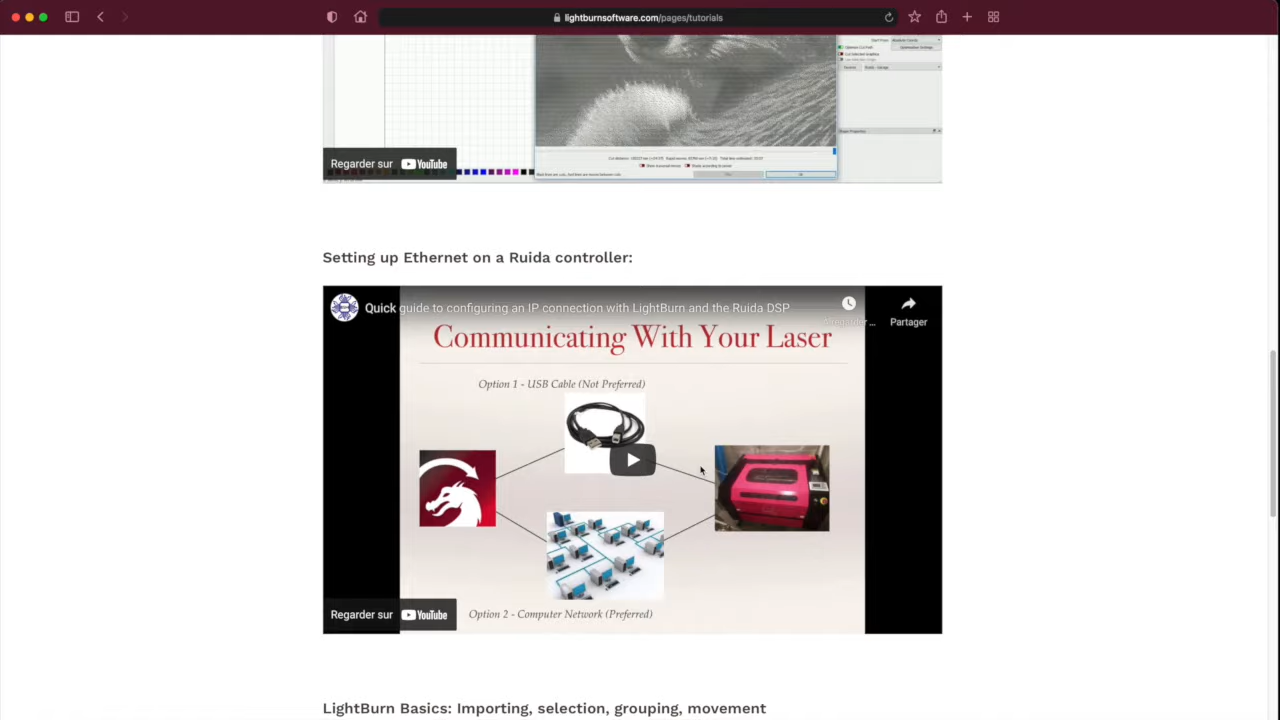 lightburnsoftware.com/pages/tutorials
Regarder sur YouTube
Setting up Ethernet on a Ruida controller:
Quick guide to configuring an IP connection with LightBurn and the Ruida DSP
Partager
Communicating With Your Laser
Option 1 - USB Cable (Not Preferred)
Option 2 - Computer Network (Preferred)
Regarder sur YouTube
LightBurn Basics: Importing, selection, grouping, movement